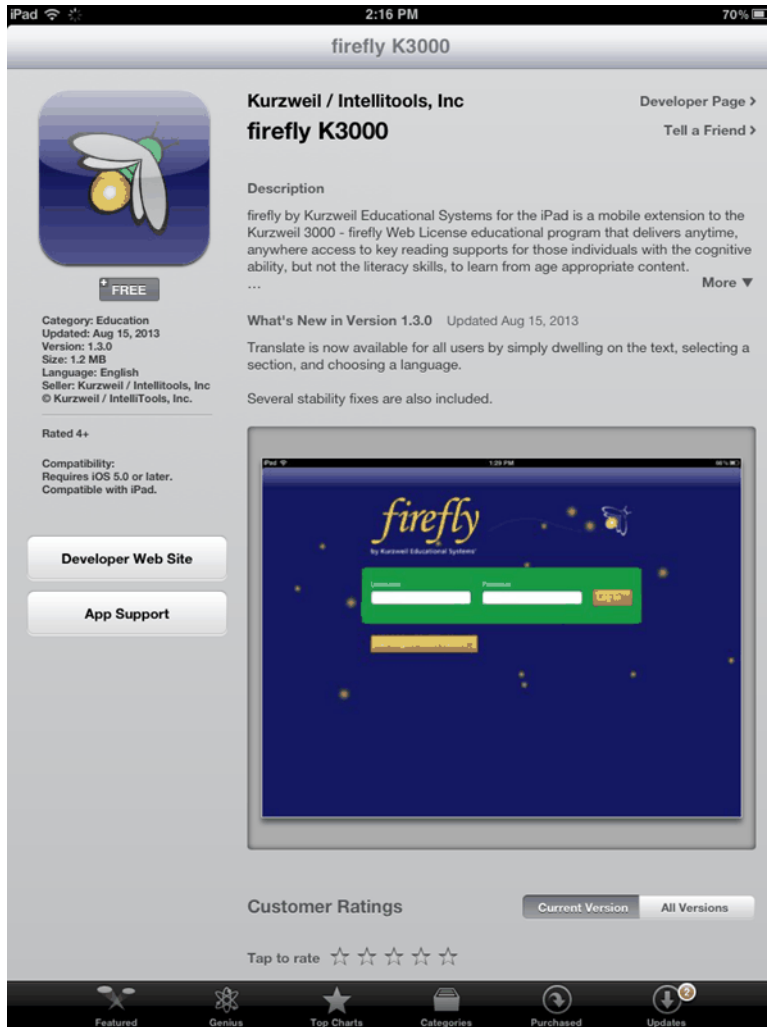 iPad 2:16 PM 70%
firefly K3000
Kurzweil / Intellitools, Inc
firefly K3000
Developer Page >
Tell a Friend >
Description
firefly by Kurzweil Educational Systems for the iPad is a mobile extension to the
Kurzweil 3000 - firefly Web License educational program that delivers anytime,
anywhere access to key reading supports for those individuals with the cognitive
ability, but not the literacy skills, to learn from age appropriate content.
...
More ▼
+ FREE
Category: Education
Updated: Aug 15, 2013
Version: 1.3.0
Size: 1.2 MB
Language: English
Seller: Kurzweil / Intellitools, Inc
© Kurzweil / IntelliTools, Inc.
Rated 4+
Compatibility:
Requires iOS 5.0 or later.
Compatible with iPad.
Developer Web Site
App Support
What's New in Version 1.3.0 Updated Aug 15, 2013
Translate is now available for all users by simply dwelling on the text, selecting a
section, and choosing a language.
Several stability fixes are also included.
iPad 1:29 PM
firefly
by Kurzweil Educational Systems
Username Password
Customer Ratings
Current Version All Versions
Tap to rate
Featured Genius Top Charts Categories Purchased Updates
2